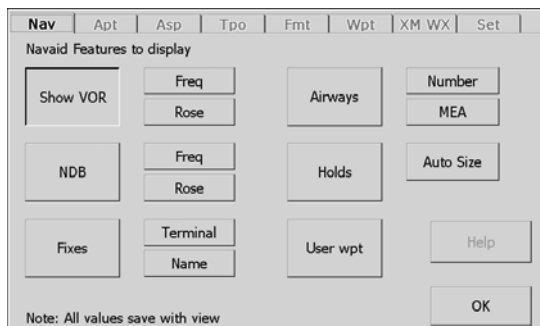 Nav Apt Asp Tpo Fmt Wpt XM WX Set
Navaid Features to display
Show VOR
Freq
Rose
Airways
Number
MEA
NDB
Freq
Rose
Holds
Auto Size
Fixes
Terminal
Name
User wpt
Help
Note: All values save with view
OK